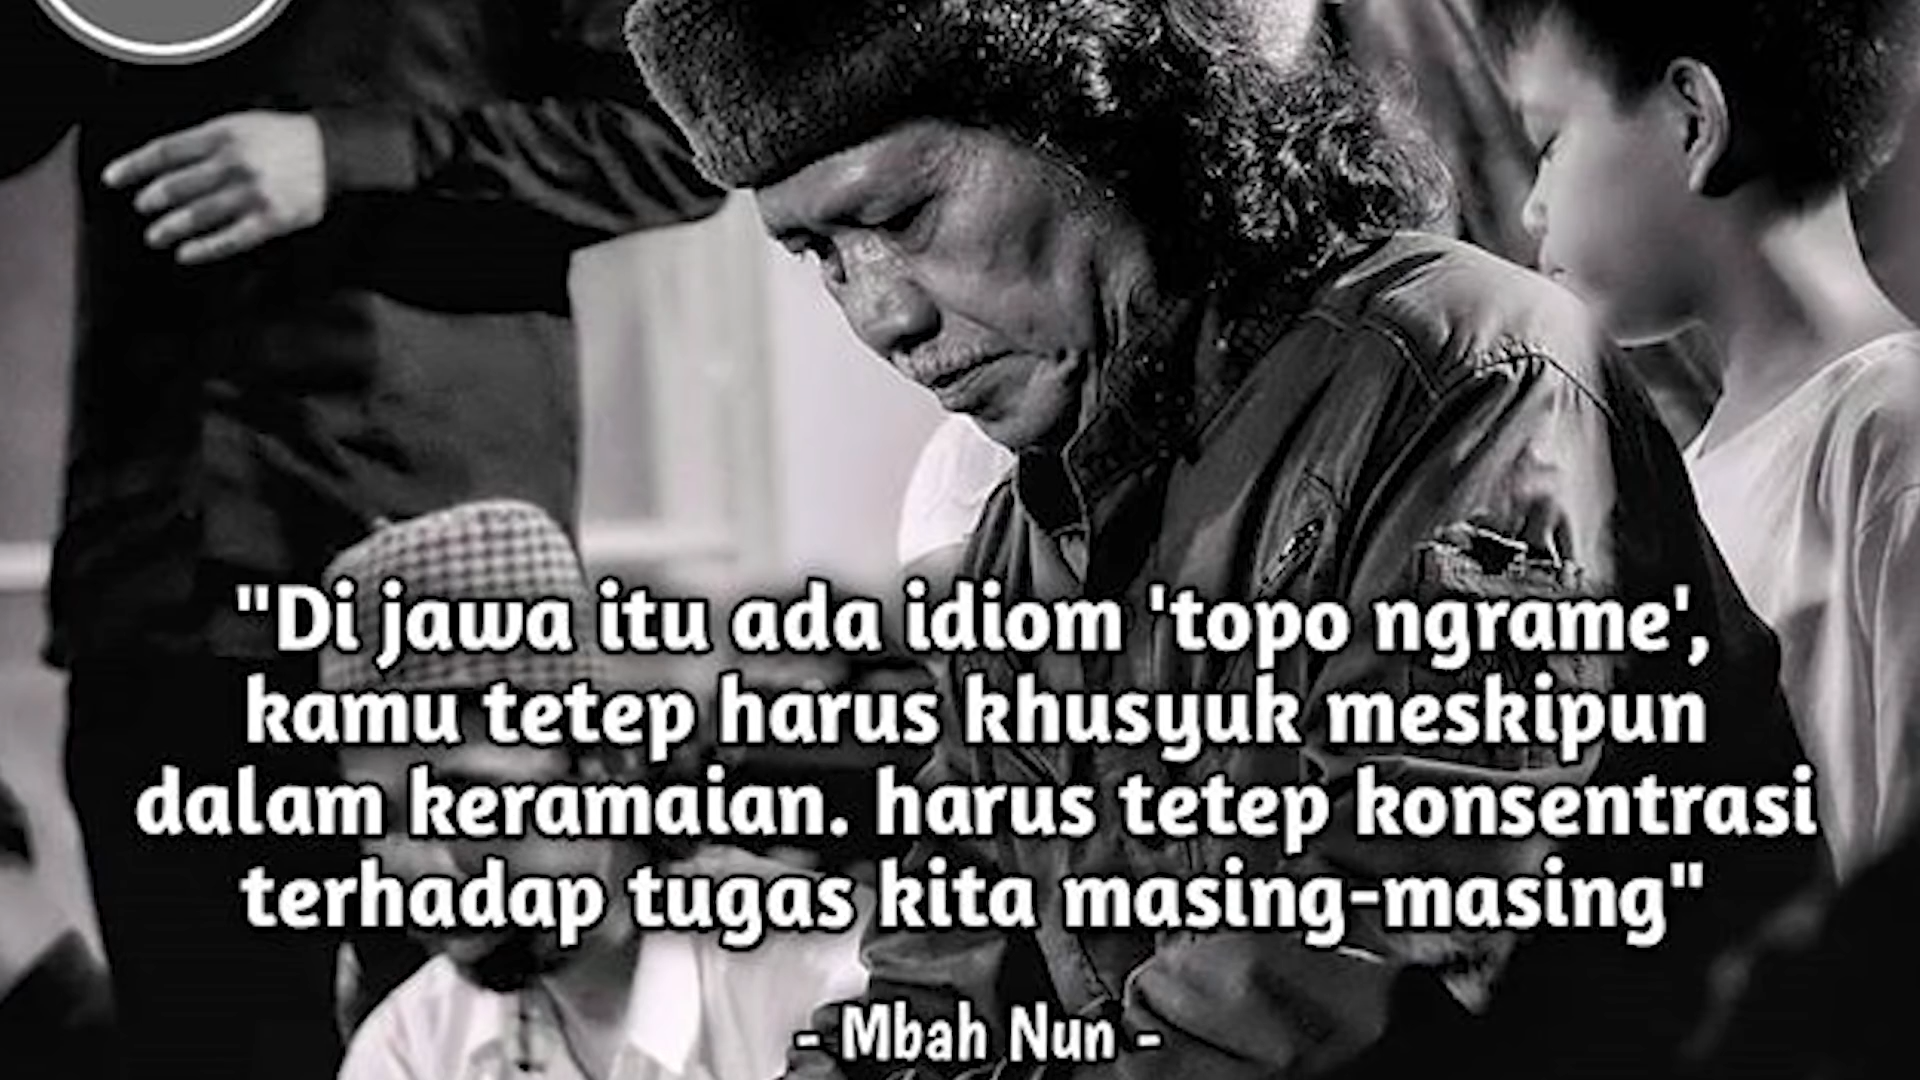 "Di jawa itu ada idiom 'topo ngrame',
kamu tetep harus khusyuk meskipun
dalam keramaian. harus tetep konsentrasi
terhadap tugas kita masing-masing"
- Mbah Nun -